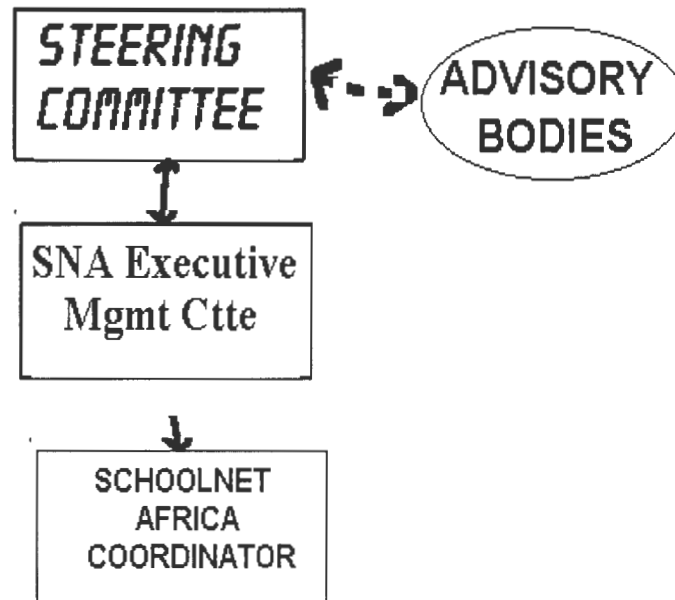 STEERING
COMMITTEE
ADVISORY
BODIES
SNA Executive
Mgmt Ctte
SCHOOLNET
AFRICA
COORDINATOR